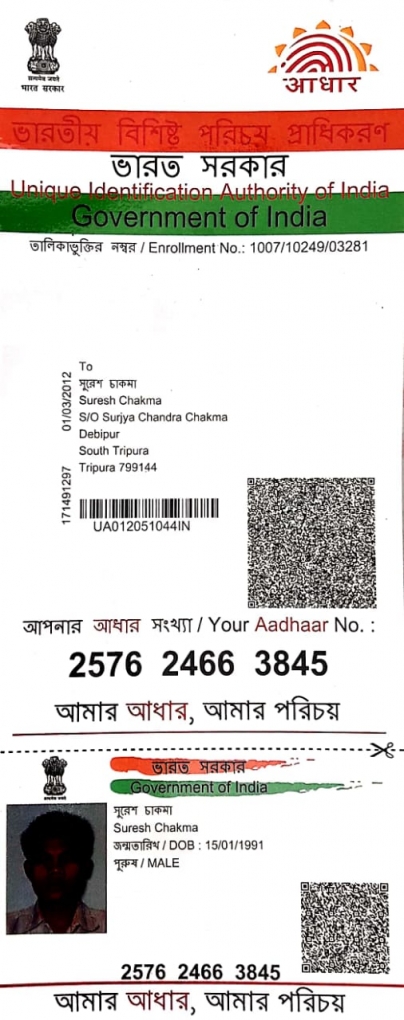 सत्यमेव जयते
भारत सरकार
आधार
ভারতীয় বিশিষ্ট পরিচয় প্রাধিকরণ
ভারত সরকার
Unique Identification Authority of India
Government of India
তালিকাভুক্তির নম্বর / Enrollment No.: 1007/10249/03281
To
সুরেশ চাকমা
Suresh Chakma
S/O Surjya Chandra Chakma
Debipur
South Tripura
Tripura 799144
171491297 01/03/2012
UA012051044IN
আপনার আধার সংখ্যা / Your Aadhaar No. :
2576 2466 3845
আমার আধার, আমার পরিচয়
ভারত সরকার
Government of India
সুরেশ চাকমা
Suresh Chakma
জন্মতারিখ / DOB : 15/01/1991
পুরুষ / MALE
2576 2466 3845
আমার আধার, আমার পরিচয়